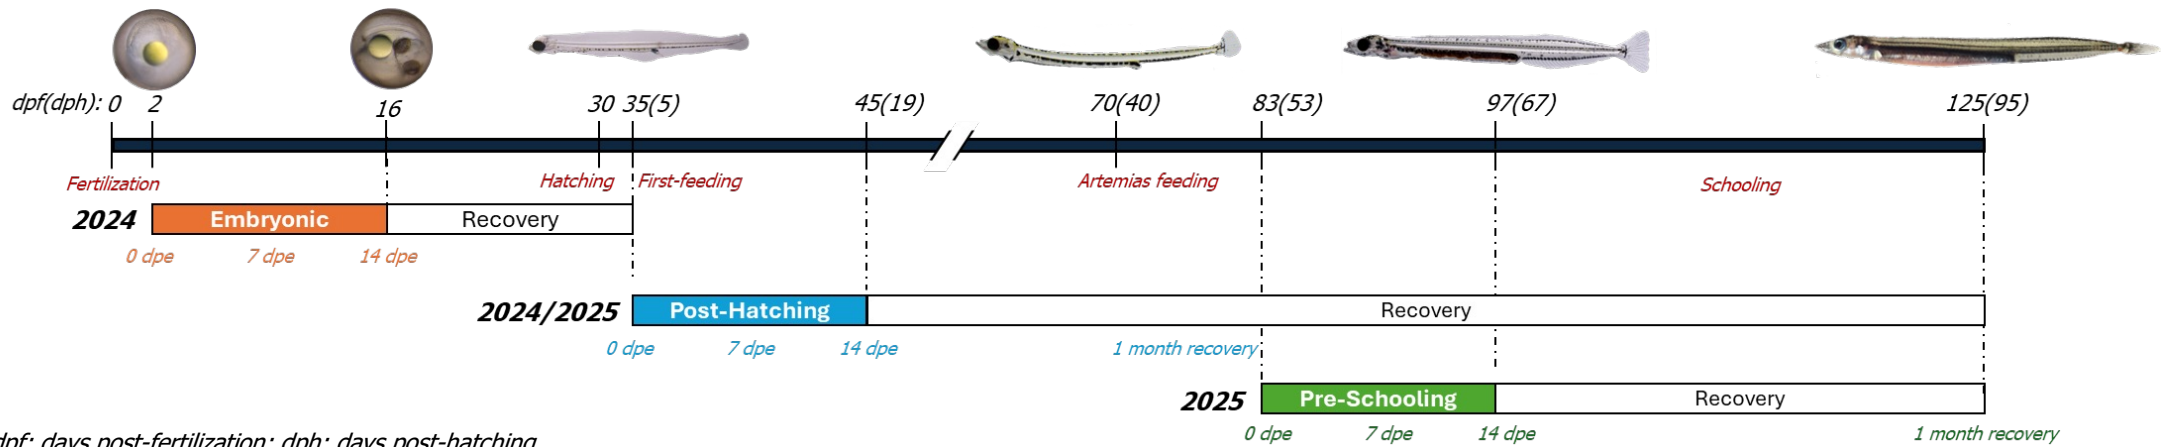 dpf(dph): 0 2 16 30 35(5) 45(19) 70(40) 83(53) 97(67) 125(95)
Fertilization Hatching First-feeding Artemias feeding Schooling
2024 Embryonic Recovery
0 dpe 7 dpe 14 dpe
2024/2025 Post-Hatching Recovery
0 dpe 7 dpe 14 dpe 1 month recovery
2025 Pre-Schooling Recovery
0 dpe 7 dpe 14 dpe 1 month recovery
dpf: days post-fertilization; dph: days post-hatching